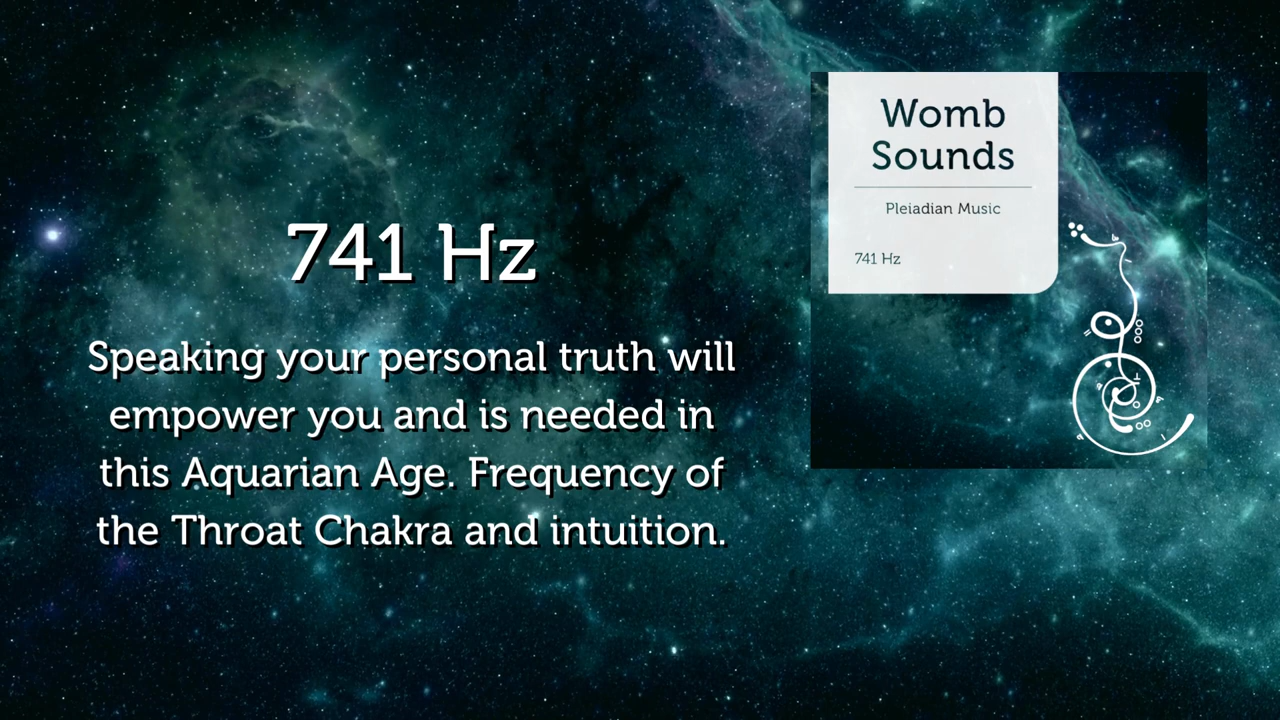 741 Hz
Speaking your personal truth will
empower you and is needed in
this Aquarian Age. Frequency of
the Throat Chakra and intuition.
Womb
Sounds
Pleiadian Music
741 Hz